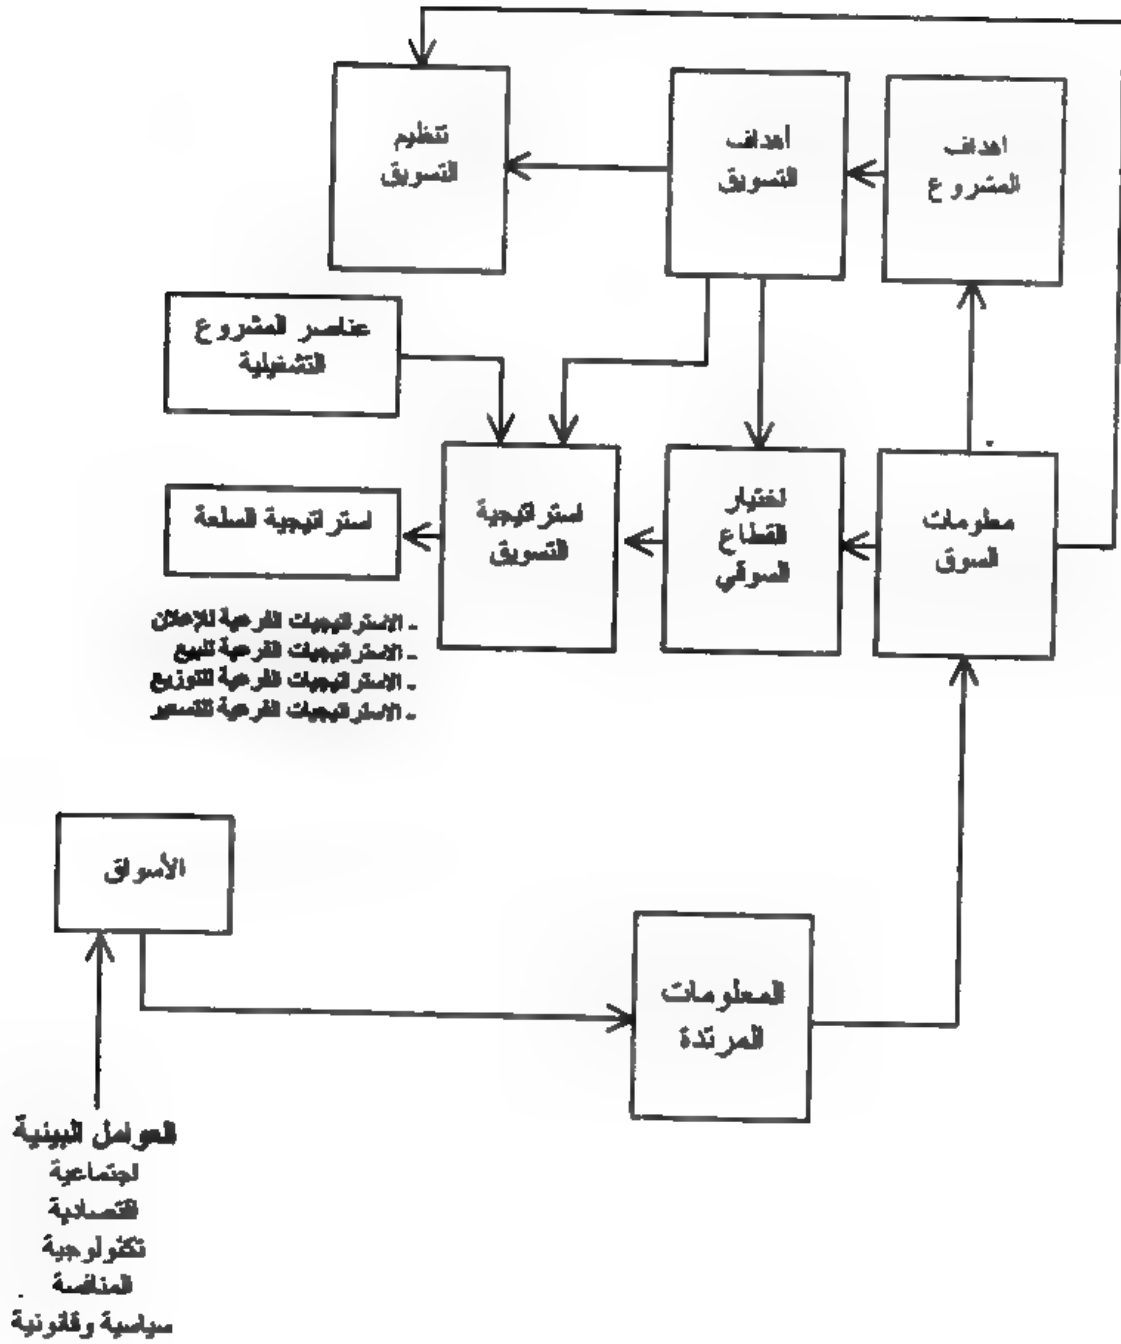 اهداف
المشروع
اهداف
التسويق
تنظيم
التسويق
عناصر المشروع
التشغيلية
معلومات
السوق
اختيار
القطاع
السوقي
استراتيجية
التسويق
استراتيجية السلعة
- الاستراتيجيات الفرعية للإعلان
- الاستراتيجيات الفرعية للبيع
- الاستراتيجيات الفرعية للتوزيع
- الاستراتيجيات الفرعية للتسعير
الأسواق
المعلومات
المرتدة
العوامل البيئية
اجتماعية
اقتصادية
تكنولوجية
المنافسة
سياسية وقانونية